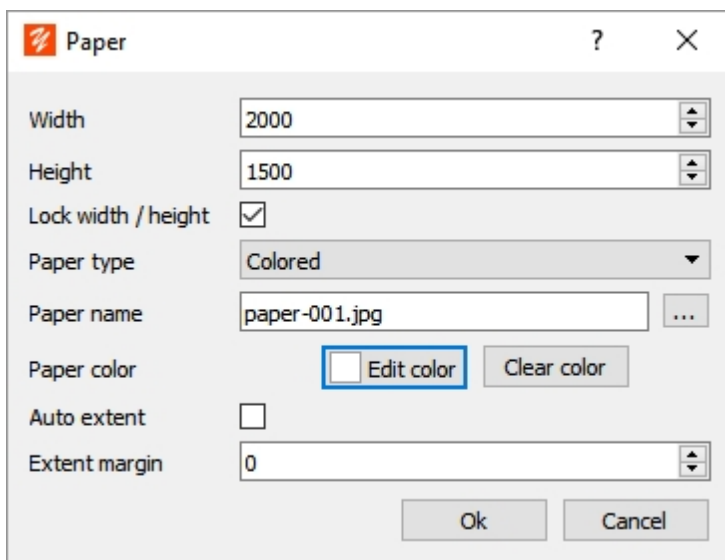 Paper ?
Width 2000
Height 1500
Lock width / height
Paper type Colored
Paper name paper-001.jpg ...
Paper color Edit color Clear color
Auto extent
Extent margin 0
Ok Cancel